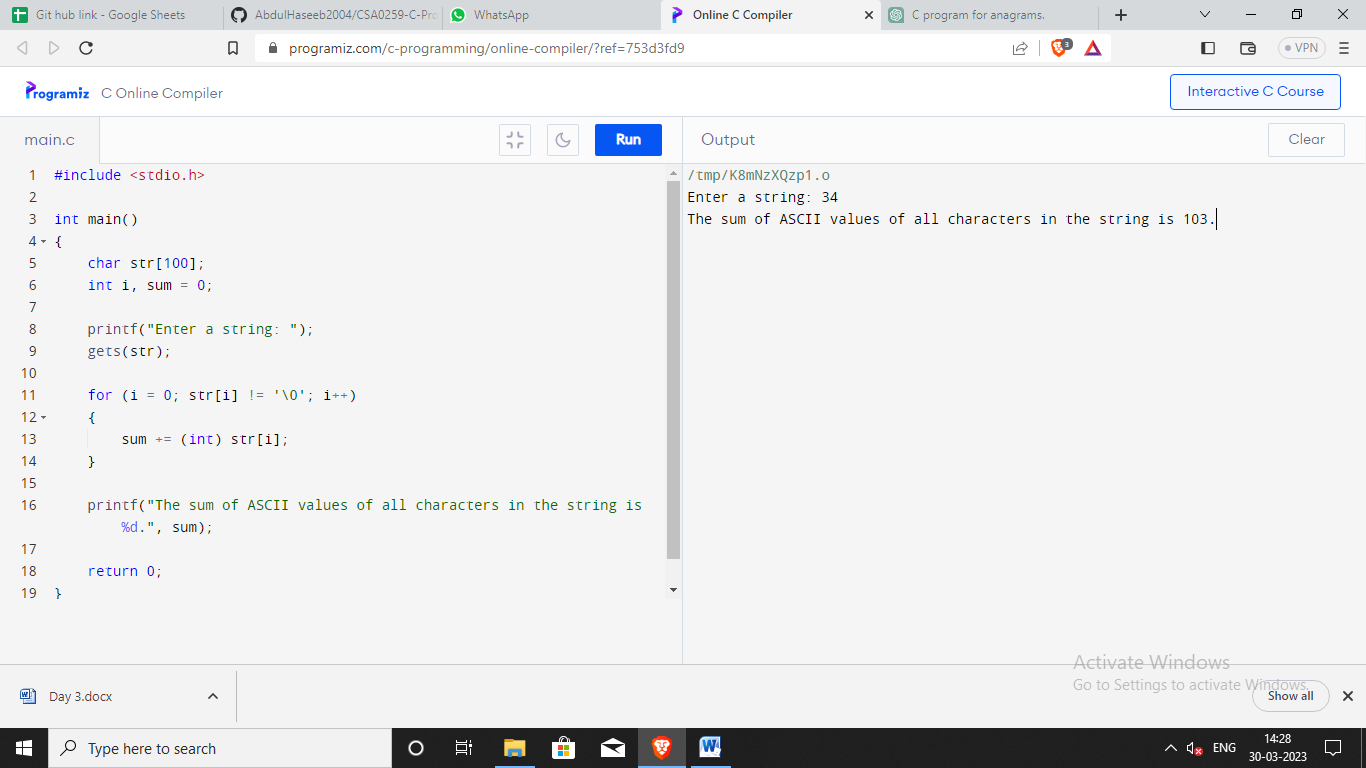 Git hub link - Google Sheets
AbdulHaseeb2004/CSA0259-C-Pro
WhatsApp
Online C Compiler
C program for anagrams.
programiz.com/c-programming/online-compiler/?ref=753d3fd9
3
VPN
Programiz
C Online Compiler
Interactive C Course
main.c
Run
Output
Clear
1 #include <stdio.h>
2
3 int main()
4 {
5 char str[100];
6 int i, sum = 0;
7
8 printf("Enter a string: ");
9 gets(str);
10
11 for (i = 0; str[i] != '\0'; i++)
12 {
13 sum += (int) str[i];
14 }
15
16 printf("The sum of ASCII values of all characters in the string is
%d.", sum);
17
18 return 0;
19 }
/tmp/K8mNzXQzp1.o
Enter a string: 34
The sum of ASCII values of all characters in the string is 103.
Activate Windows
Go to Settings to activate Windows.
Day 3.docx
Show all
Type here to search
ENG
14:28
30-03-2023